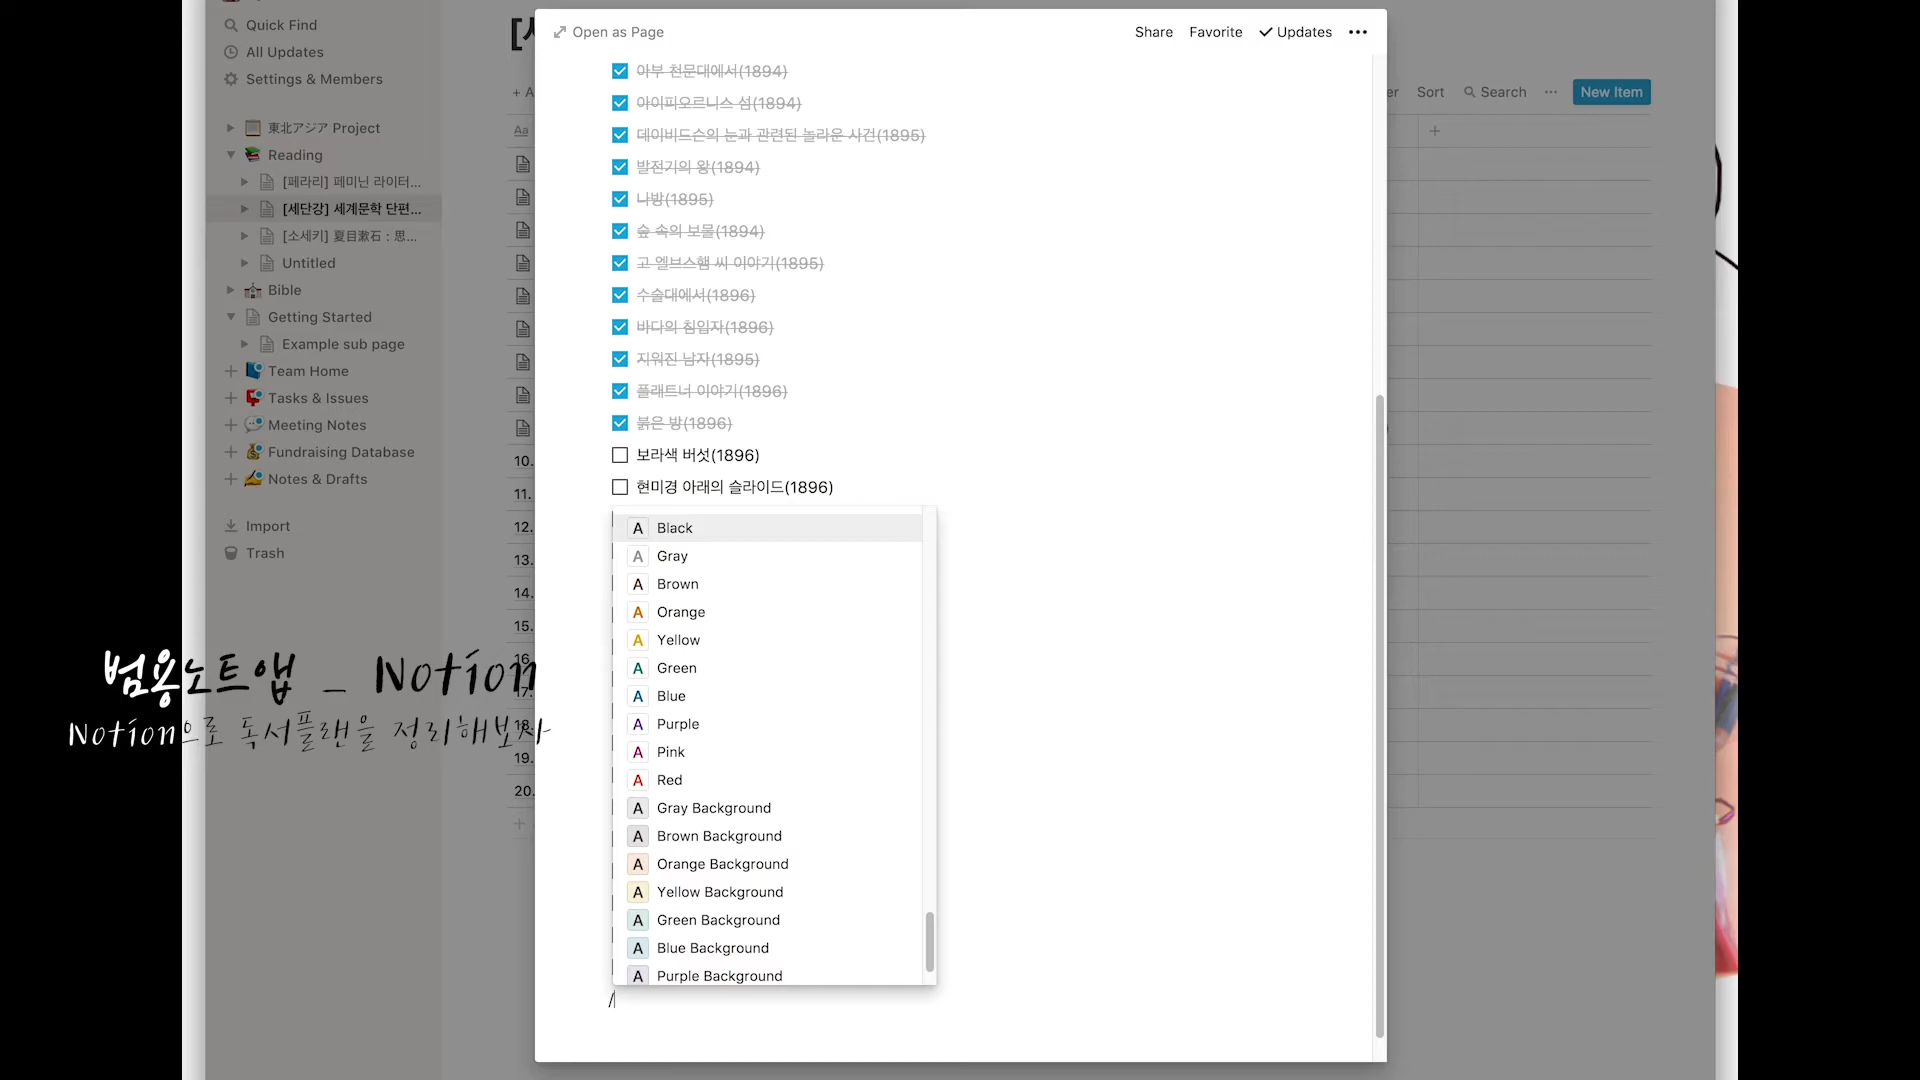 Quick Find
All Updates
Settings & Members
東北アジア Project
Reading
[페라리] 페미닌 라이터...
[세단강] 세계문학 단편...
[소세키] 夏目漱石 : 思...
Untitled
Bible
Getting Started
Example sub page
Team Home
Tasks & Issues
Meeting Notes
Fundraising Database
Notes & Drafts
Import
Trash
Open as Page
Share Favorite Updates
Sort Search New Item
Aa
10.
11.
12.
13.
14.
15.
16.
17.
18.
19.
20.
아부 천문대에서(1894)
아이피오르니스 섬(1894)
데이비드슨의 눈과 관련된 놀라운 사건(1895)
발전기의 왕(1894)
나방(1895)
숲 속의 보물(1894)
고 엘브스햄 씨 이야기(1895)
수술대에서(1896)
바다의 침입자(1896)
지워진 남자(1895)
플래트너 이야기(1896)
붉은 방(1896)
보라색 버섯(1896)
현미경 아래의 슬라이드(1896)
A Black
A Gray
A Brown
A Orange
A Yellow
A Green
A Blue
A Purple
A Pink
A Red
A Gray Background
A Brown Background
A Orange Background
A Yellow Background
A Green Background
A Blue Background
A Purple Background
/
범용노트앱 _ Notion
Notion으로 독서플랜을 정리해보자